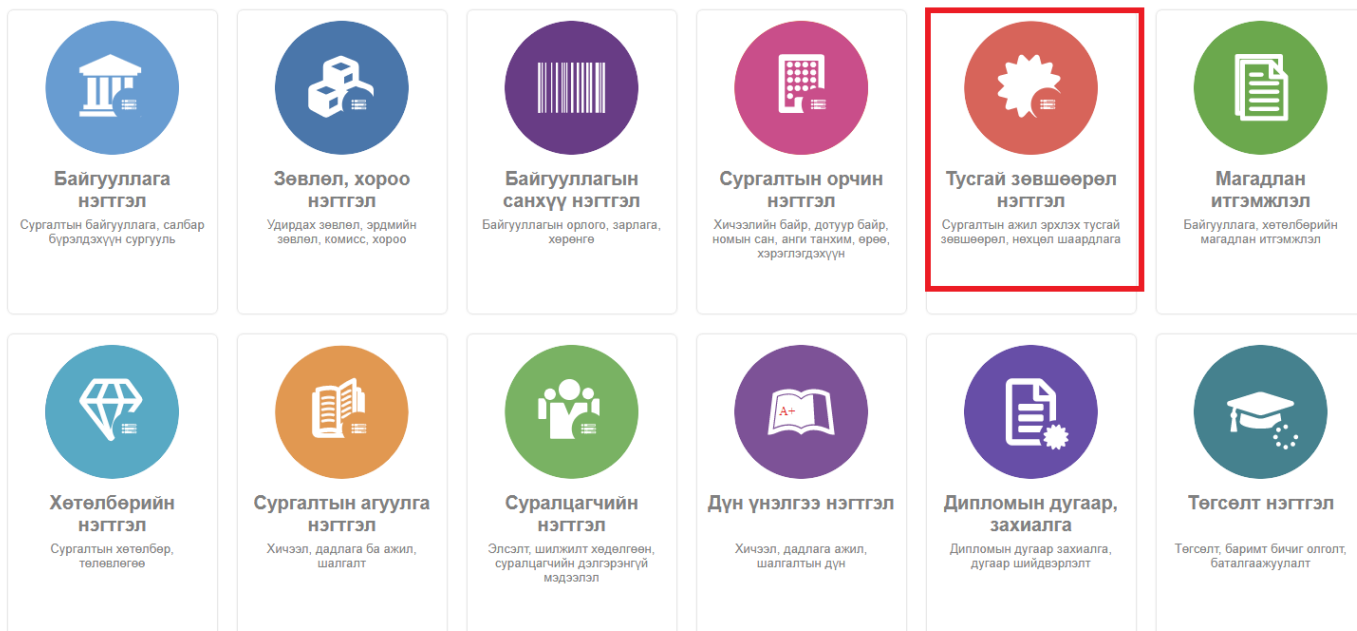 Байгууллага
нэгтгэл
Сургалтын байгууллага, салбар
бүрэлдэхүүн сургууль
Зөвлөл, хороо
нэгтгэл
Удирдах зөвлөл, эрдмийн
зөвлөл, комисс, хороо
Байгууллагын
санхүү нэгтгэл
Байгууллагын орлого, зарлага,
хөрөнгө
Сургалтын орчин
нэгтгэл
Хичээлийн байр, дотуур байр,
номын сан, анги танхим, өрөө,
хэрэглэгдэхүүн
Тусгай зөвшөөрөл
нэгтгэл
Сургалтын ажил эрхлэх тусгай
зөвшөөрөл, нөхцөл шаардлага
Магадлан
итгэмжлэл
Байгууллага, хөтөлбөрийн
магадлан итгэмжлэл
Хөтөлбөрийн
нэгтгэл
Сургалтын хөтөлбөр,
төлөвлөгөө
Сургалтын агуулга
нэгтгэл
Хичээл, дадлага ба ажил,
шалгалт
Суралцагчийн
нэгтгэл
Элсэлт, шилжилт хөдөлгөөн,
суралцагчийн дэлгэрэнгүй
мэдээлэл
A+
Дүн үнэлгээ нэгтгэл
Хичээл, дадлага ажил,
шалгалтын дүн
Дипломын дугаар,
захиалга
Дипломын дугаар захиалга,
дугаар шийдвэрлэлт
Төгсөлт нэгтгэл
Төгсөлт, баримт бичиг олголт,
баталгаажуулалт